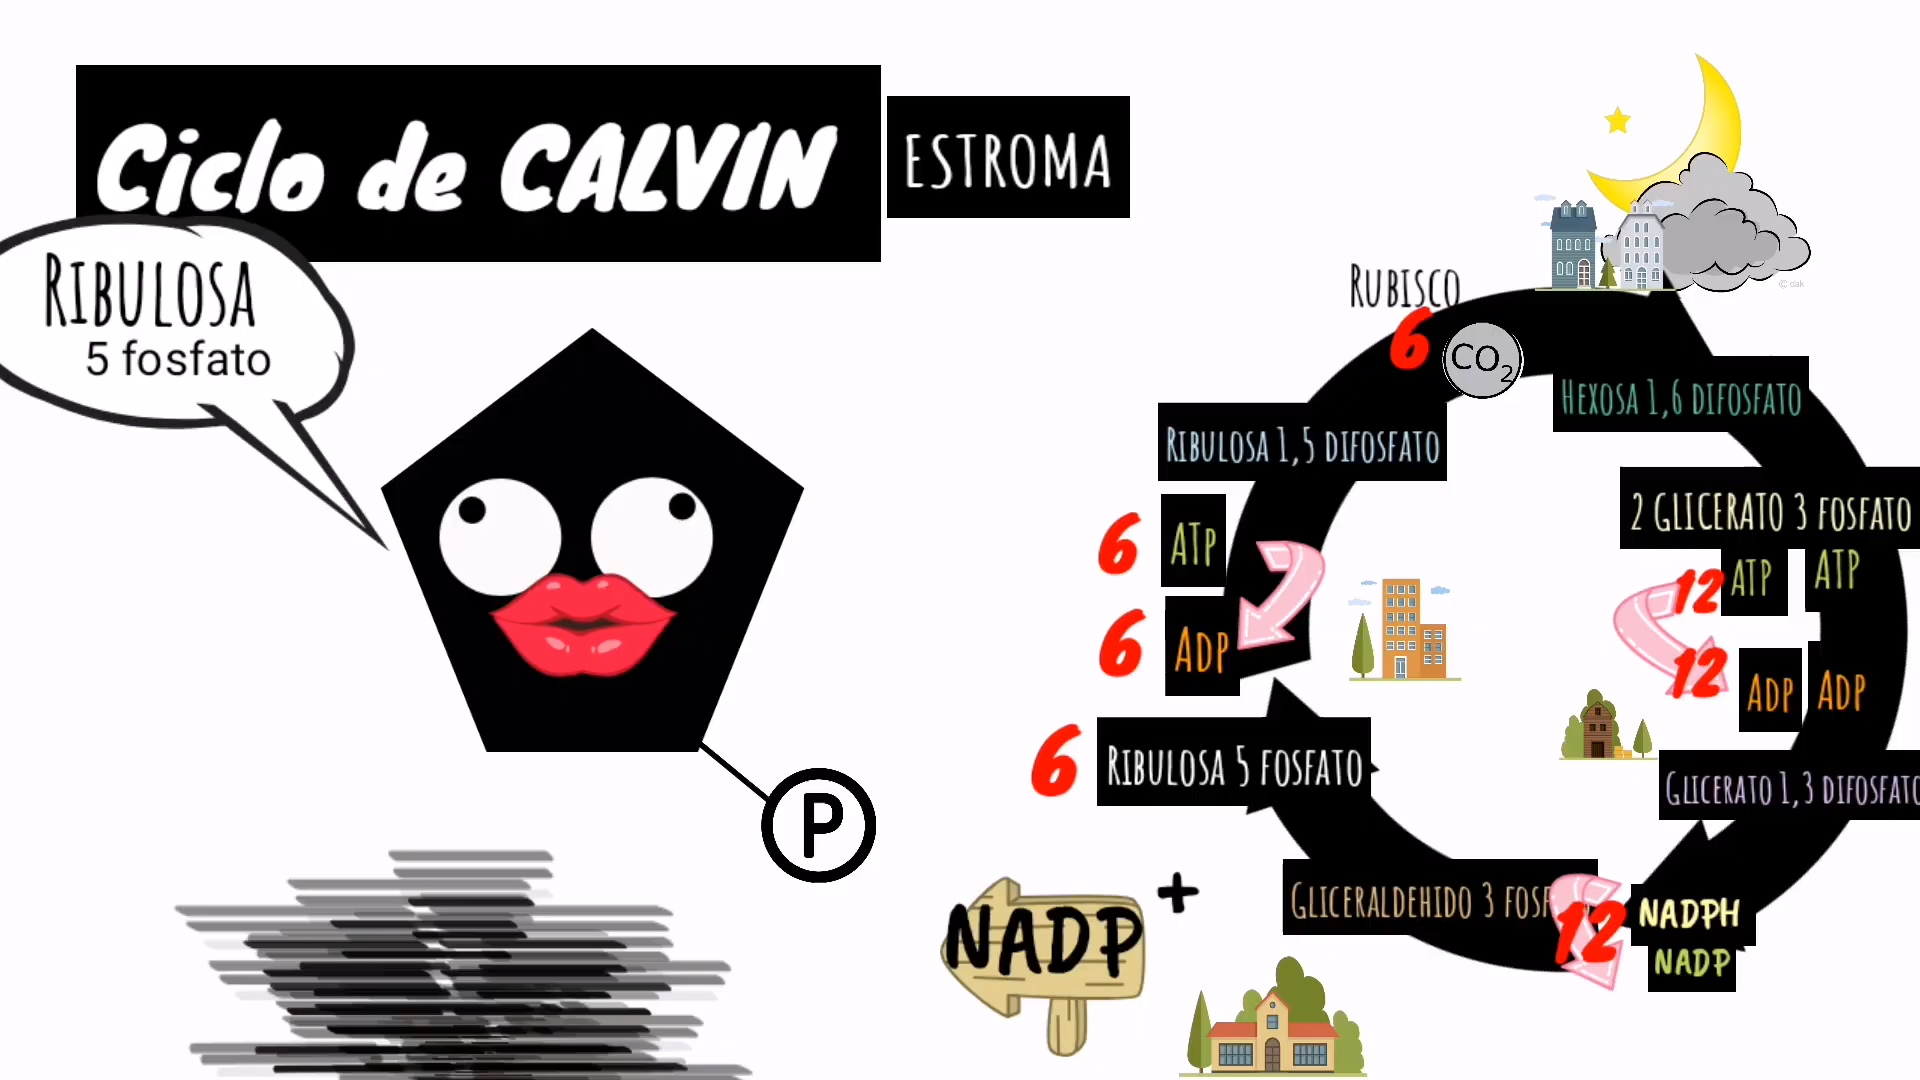 Ciclo de CALVIN
ESTROMA
RIBULOSA
5 fosfato
P
RUBISCO
6 CO2
HEXOSA 1,6 DIFOSFATO
RIBULOSA 1,5 DIFOSFATO
2 GLICERATO 3 FOSFATO
6 ATP
12 ATP ATP
6 ADP
12 ADP ADP
6 RIBULOSA 5 FOSFATO
GLICERATO 1,3 DIFOSFATO
GLICERALDEHIDO 3 FOSF
12 NADPH
NADP
NADP +
© oak